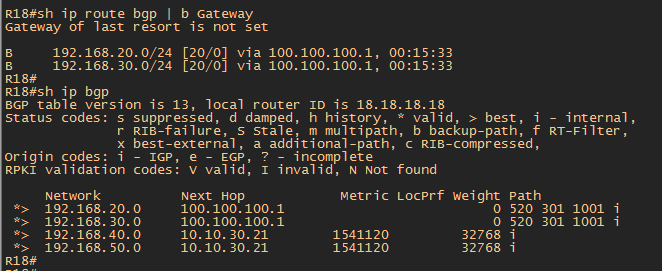 R18#sh ip route bgp | b Gateway
Gateway of last resort is not set
B     192.168.20.0/24 [20/0] via 100.100.100.1, 00:15:33
B     192.168.30.0/24 [20/0] via 100.100.100.1, 00:15:33
R18#
R18#sh ip bgp
BGP table version is 13, local router ID is 18.18.18.18
Status codes: s suppressed, d damped, h history, * valid, > best, i - internal,
              r RIB-failure, S Stale, m multipath, b backup-path, f RT-Filter,
              x best-external, a additional-path, c RIB-compressed,
Origin codes: i - IGP, e - EGP, ? - incomplete
RPKI validation codes: V valid, I invalid, N Not found
     Network          Next Hop            Metric LocPrf Weight Path
 *>  192.168.20.0     100.100.100.1                          0 520 301 1001 i
 *>  192.168.30.0     100.100.100.1                          0 520 301 1001 i
 *>  192.168.40.0     10.10.30.21        1541120         32768 i
 *>  192.168.50.0     10.10.30.21        1541120         32768 i
R18#